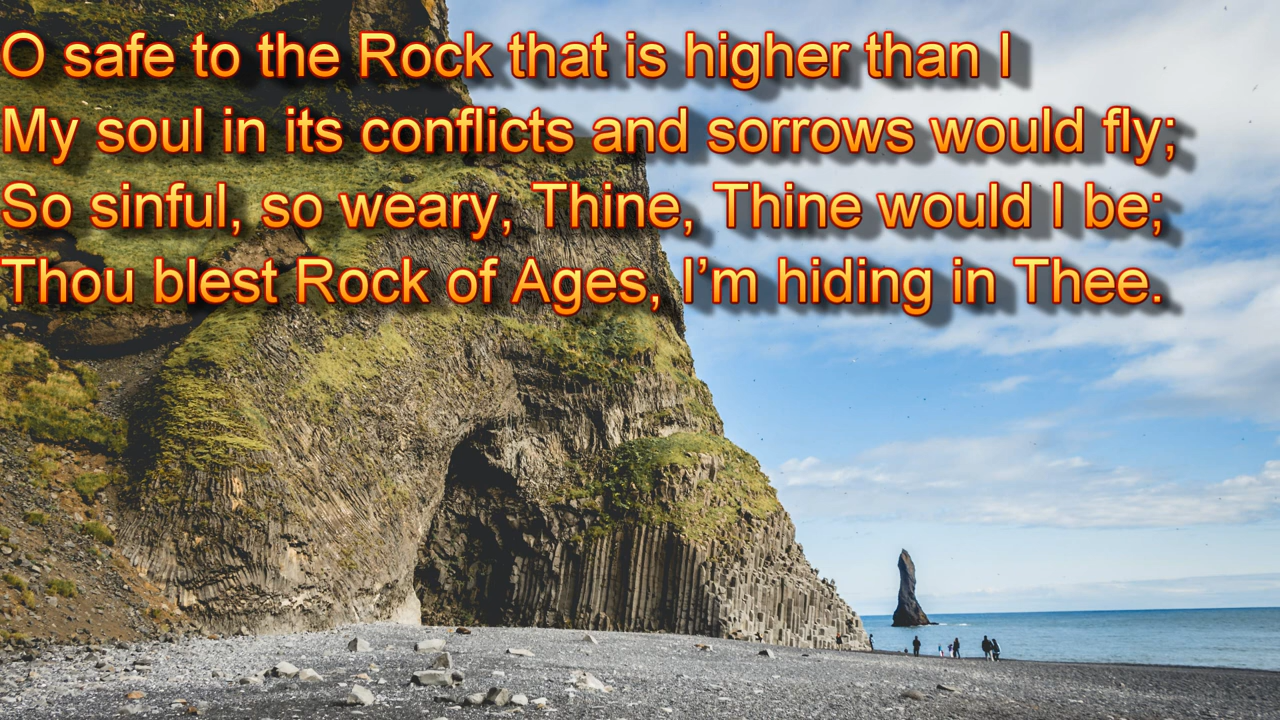 O safe to the Rock that is higher than I
My soul in its conflicts and sorrows would fly;
So sinful, so weary, Thine, Thine would I be;
Thou blest Rock of Ages, I’m hiding in Thee.